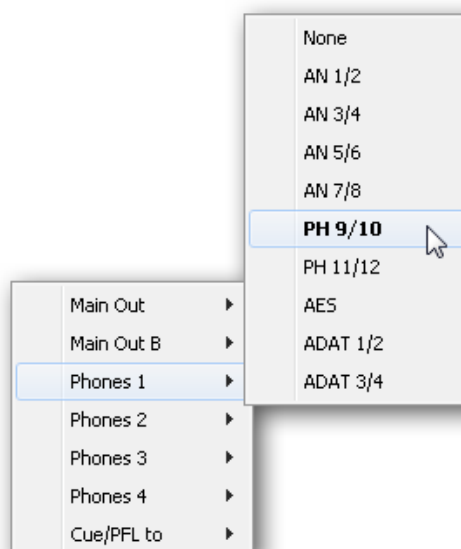 None
AN 1/2
AN 3/4
AN 5/6
AN 7/8
PH 9/10
PH 11/12
AES
ADAT 1/2
ADAT 3/4
Main Out
Main Out B
Phones 1
Phones 2
Phones 3
Phones 4
Cue/PFL to